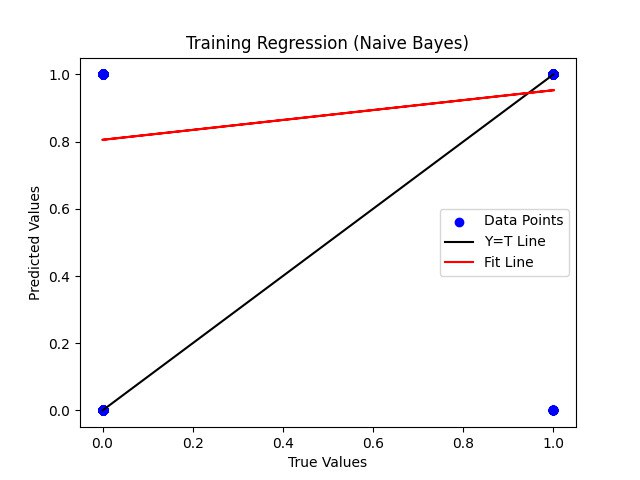 Training Regression (Naive Bayes)
1.0
0.8
0.6
0.4
0.2
0.0
Predicted Values
Data Points
Y=T Line
Fit Line
0.0 0.2 0.4 0.6 0.8 1.0
True Values